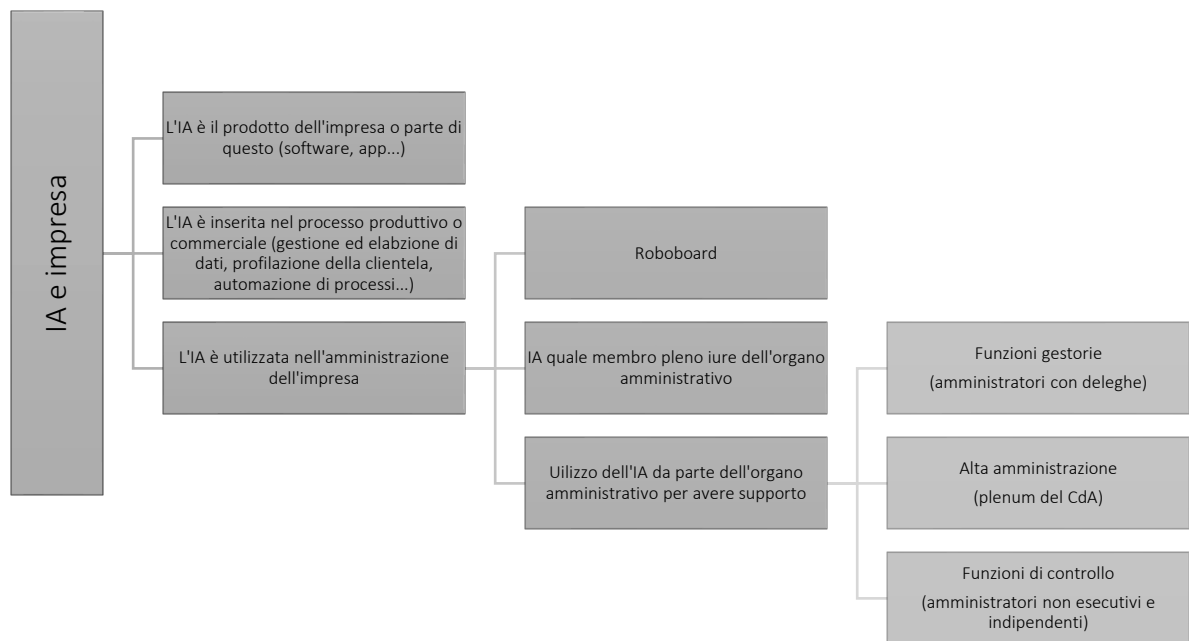 IA e impresa
L'IA è il prodotto dell'impresa o parte di
questo (software, app...)
L'IA è inserita nel processo produttivo o
commerciale (gestione ed elabzione di
dati, profilazione della clientela,
automazione di processi...)
L'IA è utilizzata nell'amministrazione
dell'impresa
Roboboard
IA quale membro pleno iure dell'organo
amministrativo
Uilizzo dell'IA da parte dell'organo
amministrativo per avere supporto
Funzioni gestorie
(amministratori con deleghe)
Alta amministrazione
(plenum del CdA)
Funzioni di controllo
(amministratori non esecutivi e
indipendenti)